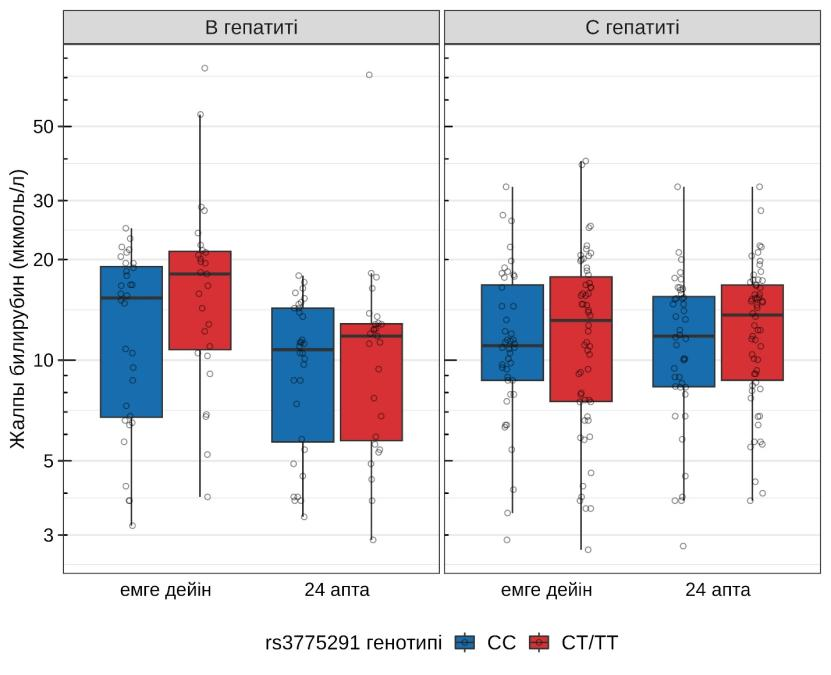 В гепатиті
С гепатиті
Жалпы билирубин (мкмоль/л)
50
30
20
10
5
3
емге дейін
24 апта
емге дейін
24 апта
rs3775291 генотипі CC CT/TT